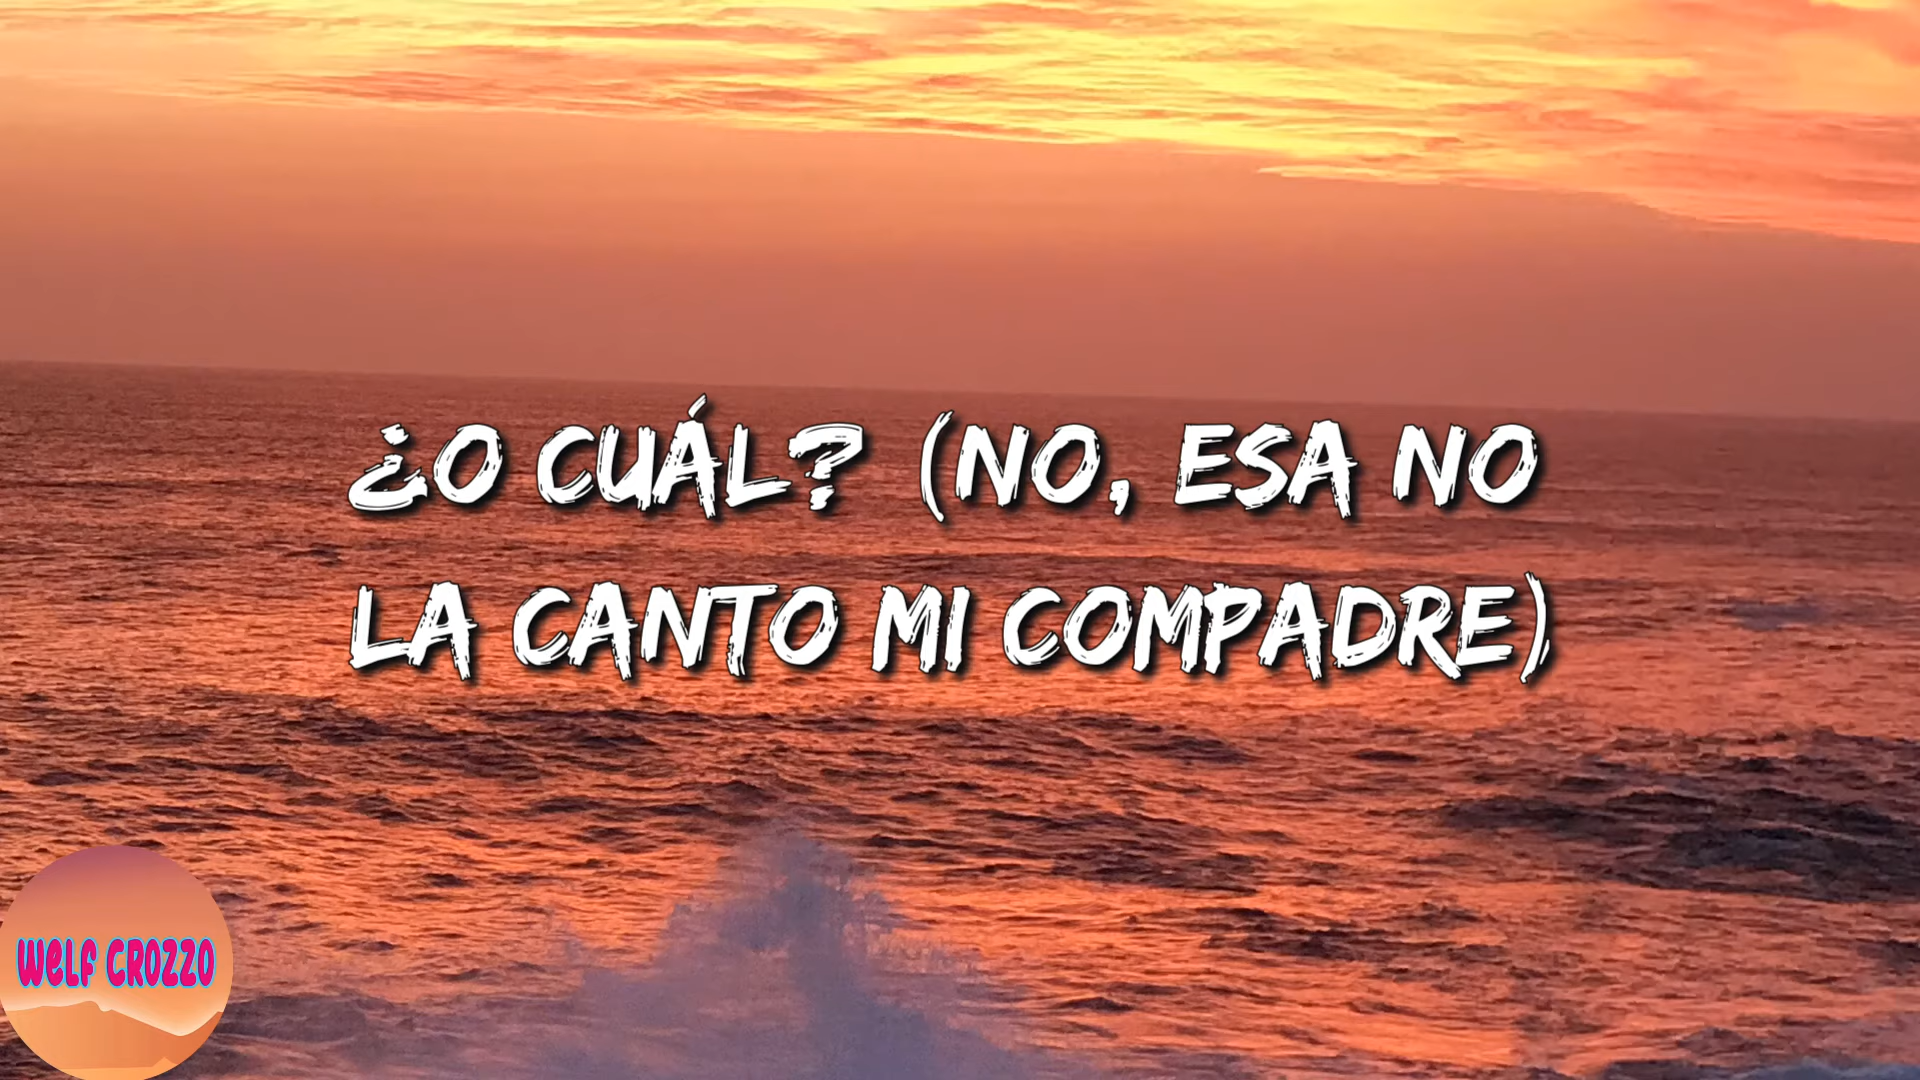 ¿O CUÁL? (NO, ESA NO
LA CANTO MI COMPADRE)
WELF CROZZO